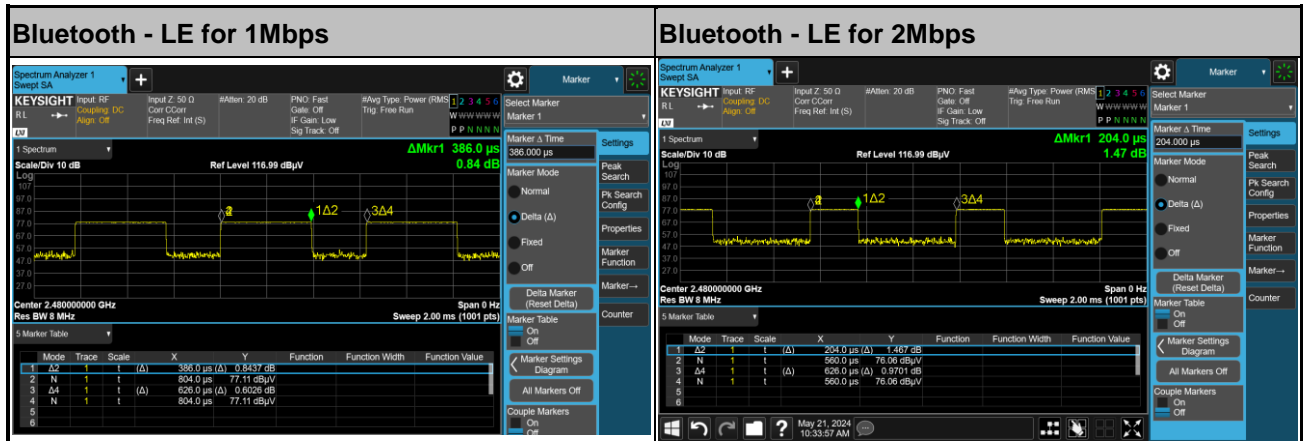 Bluetooth - LE for 1Mbps
Spectrum Analyzer 1
Swept SA
+
Marker
KEYSIGHT
RL
LXI
Input: RF
Coupling: DC
Align: Off
Input Z: 50 Ω
Corr CCorr
Freq Ref: Int (S)
#Atten: 20 dB
PNO: Fast
Gate: Off
IF Gain: Low
Sig Track: Off
#Avg Type: Power (RMS
Trig: Free Run
1 2 3 4 5 6
W W W W W W
P P N N N N
Select Marker
Marker 1
1 Spectrum
Scale/Div 10 dB
Log
Ref Level 116.99 dBµV
ΔMkr1 386.0 µs
0.84 dB
107
97.0
87.0
77.0
67.0
57.0
47.0
37.0
27.0
1Δ2
3Δ4
Center 2.480000000 GHz
Res BW 8 MHz
Span 0 Hz
Sweep 2.00 ms (1001 pts)
Marker Δ Time
386.000 µs
Marker Mode
Normal
Delta (Δ)
Fixed
Off
Delta Marker
(Reset Delta)
Marker Table
On
Off
Marker Settings
Diagram
All Markers Off
Couple Markers
On
Off
Settings
Peak
Search
Pk Search
Config
Properties
Marker
Function
Marker→
Counter
5 Marker Table
Mode Trace Scale X Y Function Function Width Function Value
1 Δ2 1 t (Δ) 386.0 µs (Δ) 0.8437 dB
2 N 1 t 804.0 µs 77.11 dBµV
3 Δ4 1 t (Δ) 626.0 µs (Δ) 0.6026 dB
4 N 1 t 804.0 µs 77.11 dBµV
5
6
Bluetooth - LE for 2Mbps
Spectrum Analyzer 1
Swept SA
+
Marker
KEYSIGHT
RL
LXI
Input: RF
Coupling: DC
Align: Off
Input Z: 50 Ω
Corr CCorr
Freq Ref: Int (S)
#Atten: 20 dB
PNO: Fast
Gate: Off
IF Gain: Low
Sig Track: Off
#Avg Type: Power (RMS
Trig: Free Run
1 2 3 4 5 6
W W W W W W
P P N N N N
Select Marker
Marker 1
1 Spectrum
Scale/Div 10 dB
Log
Ref Level 116.99 dBµV
ΔMkr1 204.0 µs
1.47 dB
107
97.0
87.0
77.0
67.0
57.0
47.0
37.0
27.0
1Δ2
3Δ4
Center 2.480000000 GHz
Res BW 8 MHz
Span 0 Hz
Sweep 2.00 ms (1001 pts)
Marker Δ Time
204.000 µs
Marker Mode
Normal
Delta (Δ)
Fixed
Off
Delta Marker
(Reset Delta)
Marker Table
On
Off
Marker Settings
Diagram
All Markers Off
Couple Markers
On
Off
Settings
Peak
Search
Pk Search
Config
Properties
Marker
Function
Marker→
Counter
5 Marker Table
Mode Trace Scale X Y Function Function Width Function Value
1 Δ2 1 t (Δ) 204.0 µs (Δ) 1.467 dB
2 N 1 t 560.0 µs 76.06 dBµV
3 Δ4 1 t (Δ) 626.0 µs (Δ) 0.9701 dB
4 N 1 t 560.0 µs 76.06 dBµV
5
6
?
May 21, 2024
10:33:57 AM